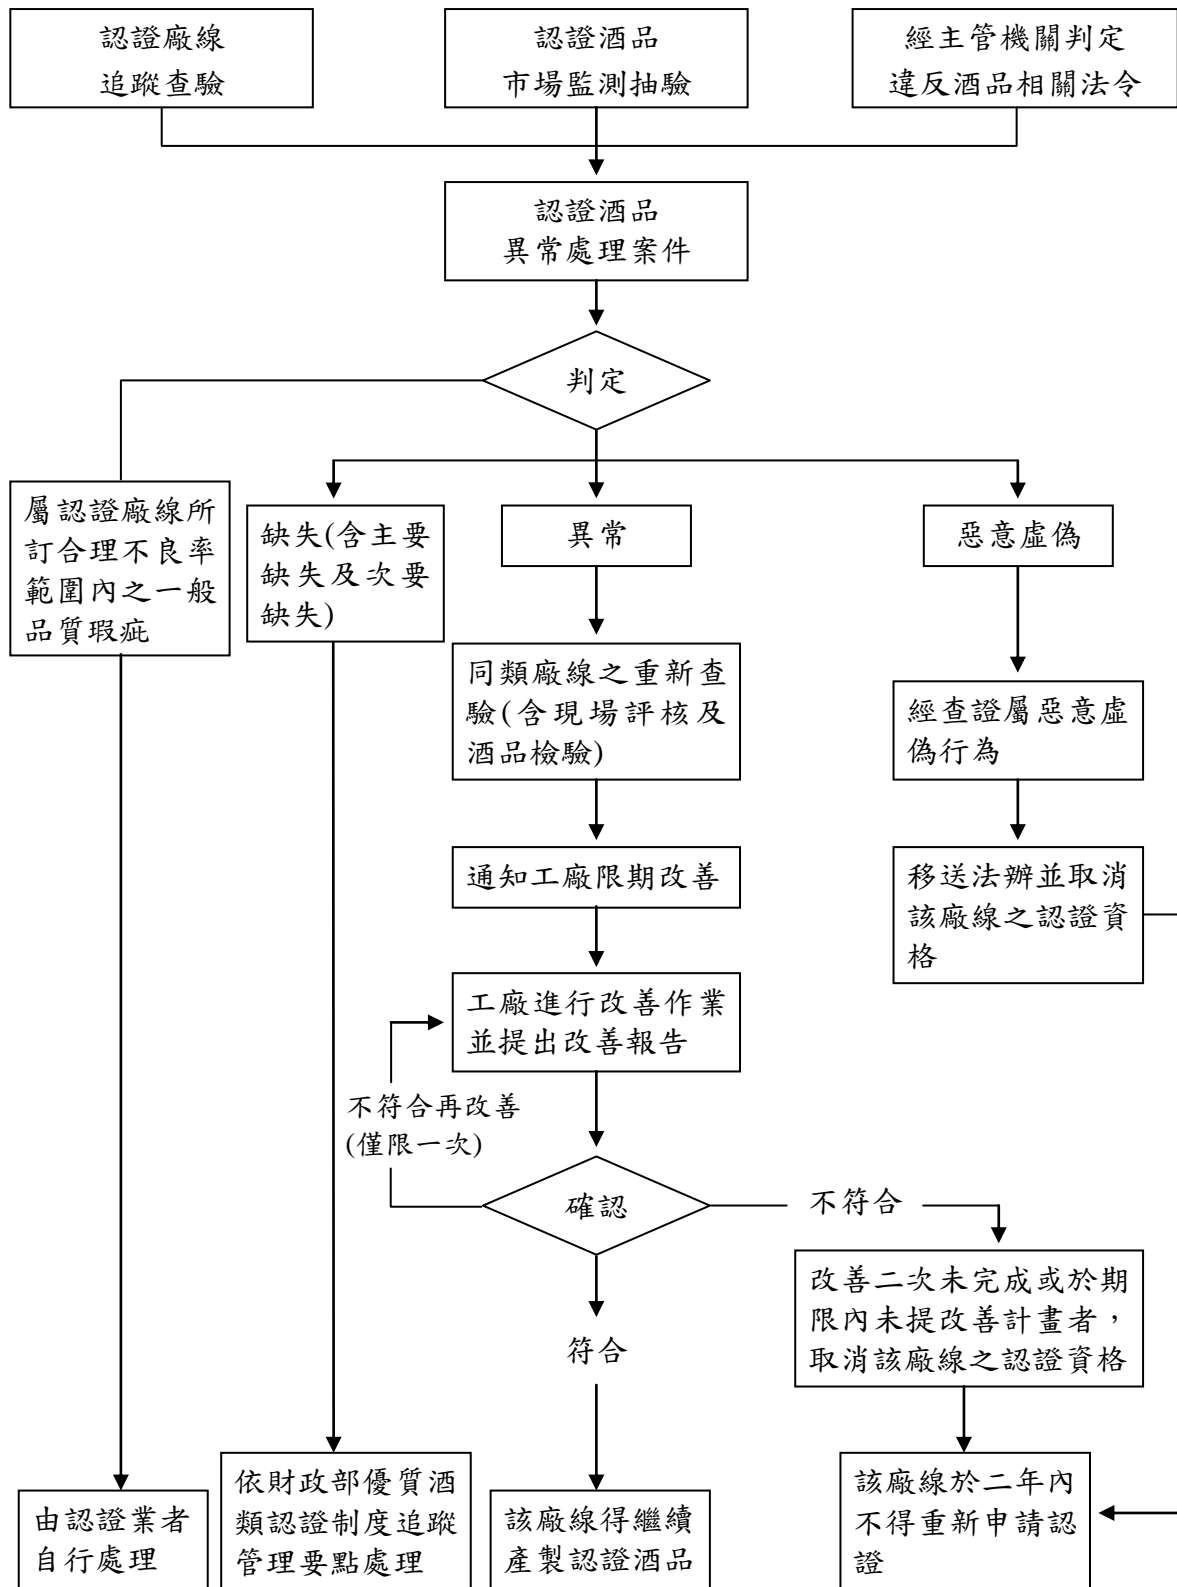 認證廠線
追蹤查驗
認證酒品
市場監測抽驗
經主管機關判定
違反酒品相關法令
認證酒品
異常處理案件
判定
屬認證廠線所
訂合理不良率
範圍內之一般
品質瑕疵
缺失(含主要
缺失及次要
缺失)
異常
惡意虛偽
同類廠線之重新查
驗(含現場評核及
酒品檢驗)
經查證屬惡意虛
偽行為
通知工廠限期改善
移送法辦並取消
該廠線之認證資
格
工廠進行改善作業
並提出改善報告
不符合再改善
(僅限一次)
確認
不符合
改善二次未完成或於期
限內未提改善計畫者，
取消該廠線之認證資格
符合
由認證業者
自行處理
依財政部優質酒
類認證制度追蹤
管理要點處理
該廠線得繼續
產製認證酒品
該廠線於二年內
不得重新申請認
證